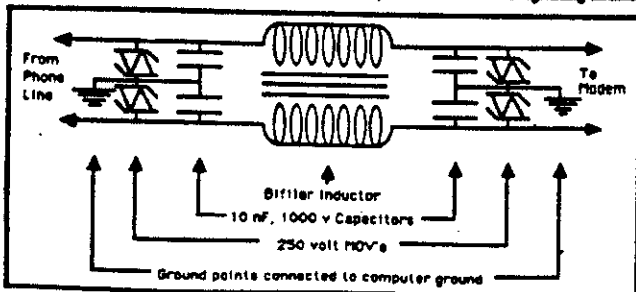 From
Phone
Line
To
Modem
Bifiler Inductor
10 nF, 1000 v Capacitors
250 volt MOV's
Ground points connected to computer ground